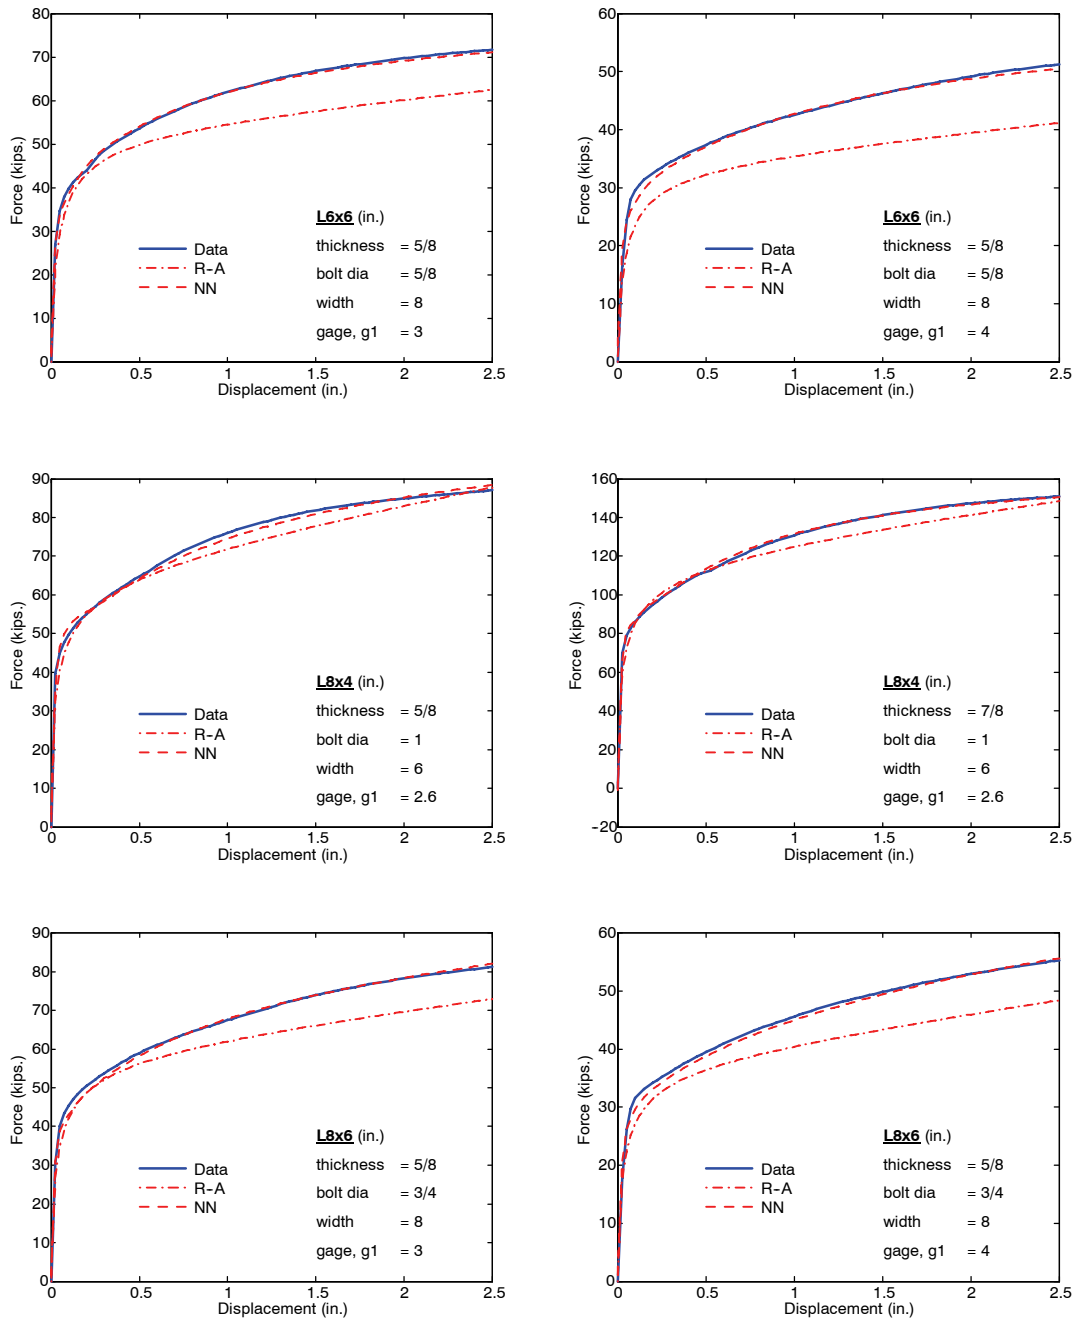 80
70
60
50
40
30
20
10
0
Force (kips.)
0 0.5 1 1.5 2 2.5
Displacement (in.)
Data
R-A
NN
L6x6 (in.)
thickness = 5/8
bolt dia = 5/8
width = 8
gage, g1 = 3
60
50
40
30
20
10
0
Force (kips.)
0 0.5 1 1.5 2 2.5
Displacement (in.)
Data
R-A
NN
L6x6 (in.)
thickness = 5/8
bolt dia = 5/8
width = 8
gage, g1 = 4
90
80
70
60
50
40
30
20
10
0
Force (kips.)
0 0.5 1 1.5 2 2.5
Displacement (in.)
Data
R-A
NN
L8x4 (in.)
thickness = 5/8
bolt dia = 1
width = 6
gage, g1 = 2.6
160
140
120
100
80
60
40
20
0
-20
Force (kips.)
0 0.5 1 1.5 2 2.5
Displacement (in.)
Data
R-A
NN
L8x4 (in.)
thickness = 7/8
bolt dia = 1
width = 6
gage, g1 = 2.6
90
80
70
60
50
40
30
20
10
0
Force (kips.)
0 0.5 1 1.5 2 2.5
Displacement (in.)
Data
R-A
NN
L8x6 (in.)
thickness = 5/8
bolt dia = 3/4
width = 8
gage, g1 = 3
60
50
40
30
20
10
0
Force (kips.)
0 0.5 1 1.5 2 2.5
Displacement (in.)
Data
R-A
NN
L8x6 (in.)
thickness = 5/8
bolt dia = 3/4
width = 8
gage, g1 = 4